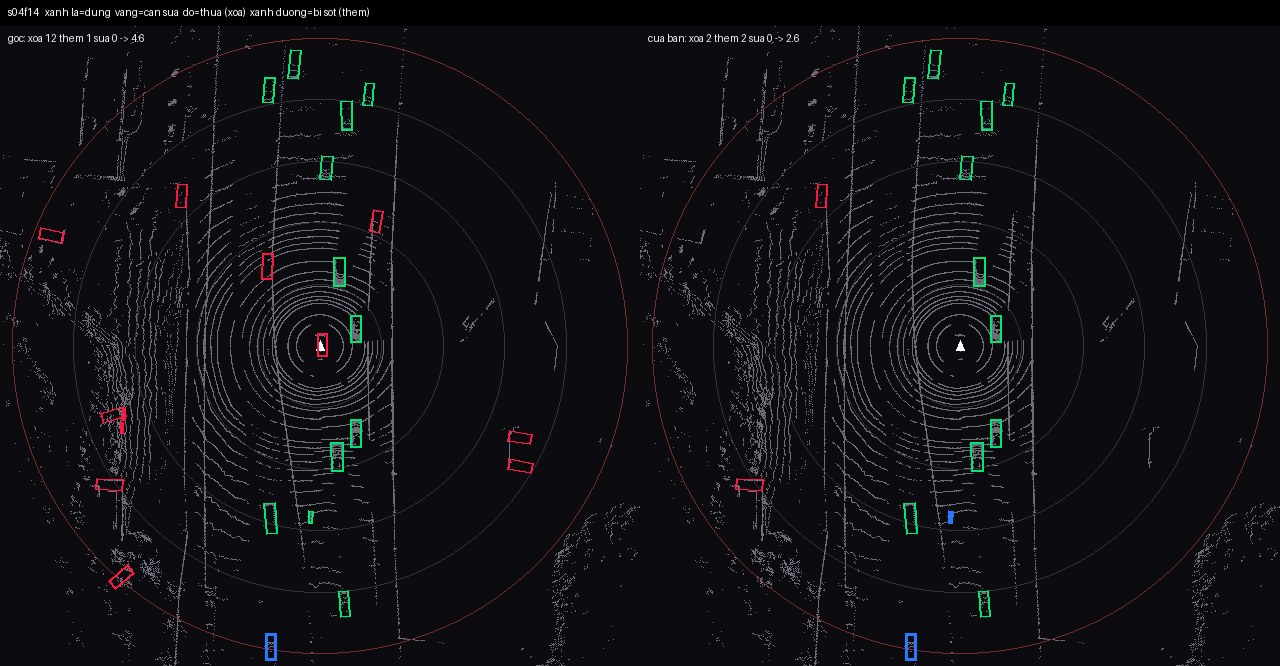 s04f14 xanh la=dung vang=can sua do=thua (xoa) xanh duong=bi sot (them)
goc: xoa 12 them 1 sua 0 -> 4.6
cua ban: xoa 2 them 2 sua 0 -> 2.6